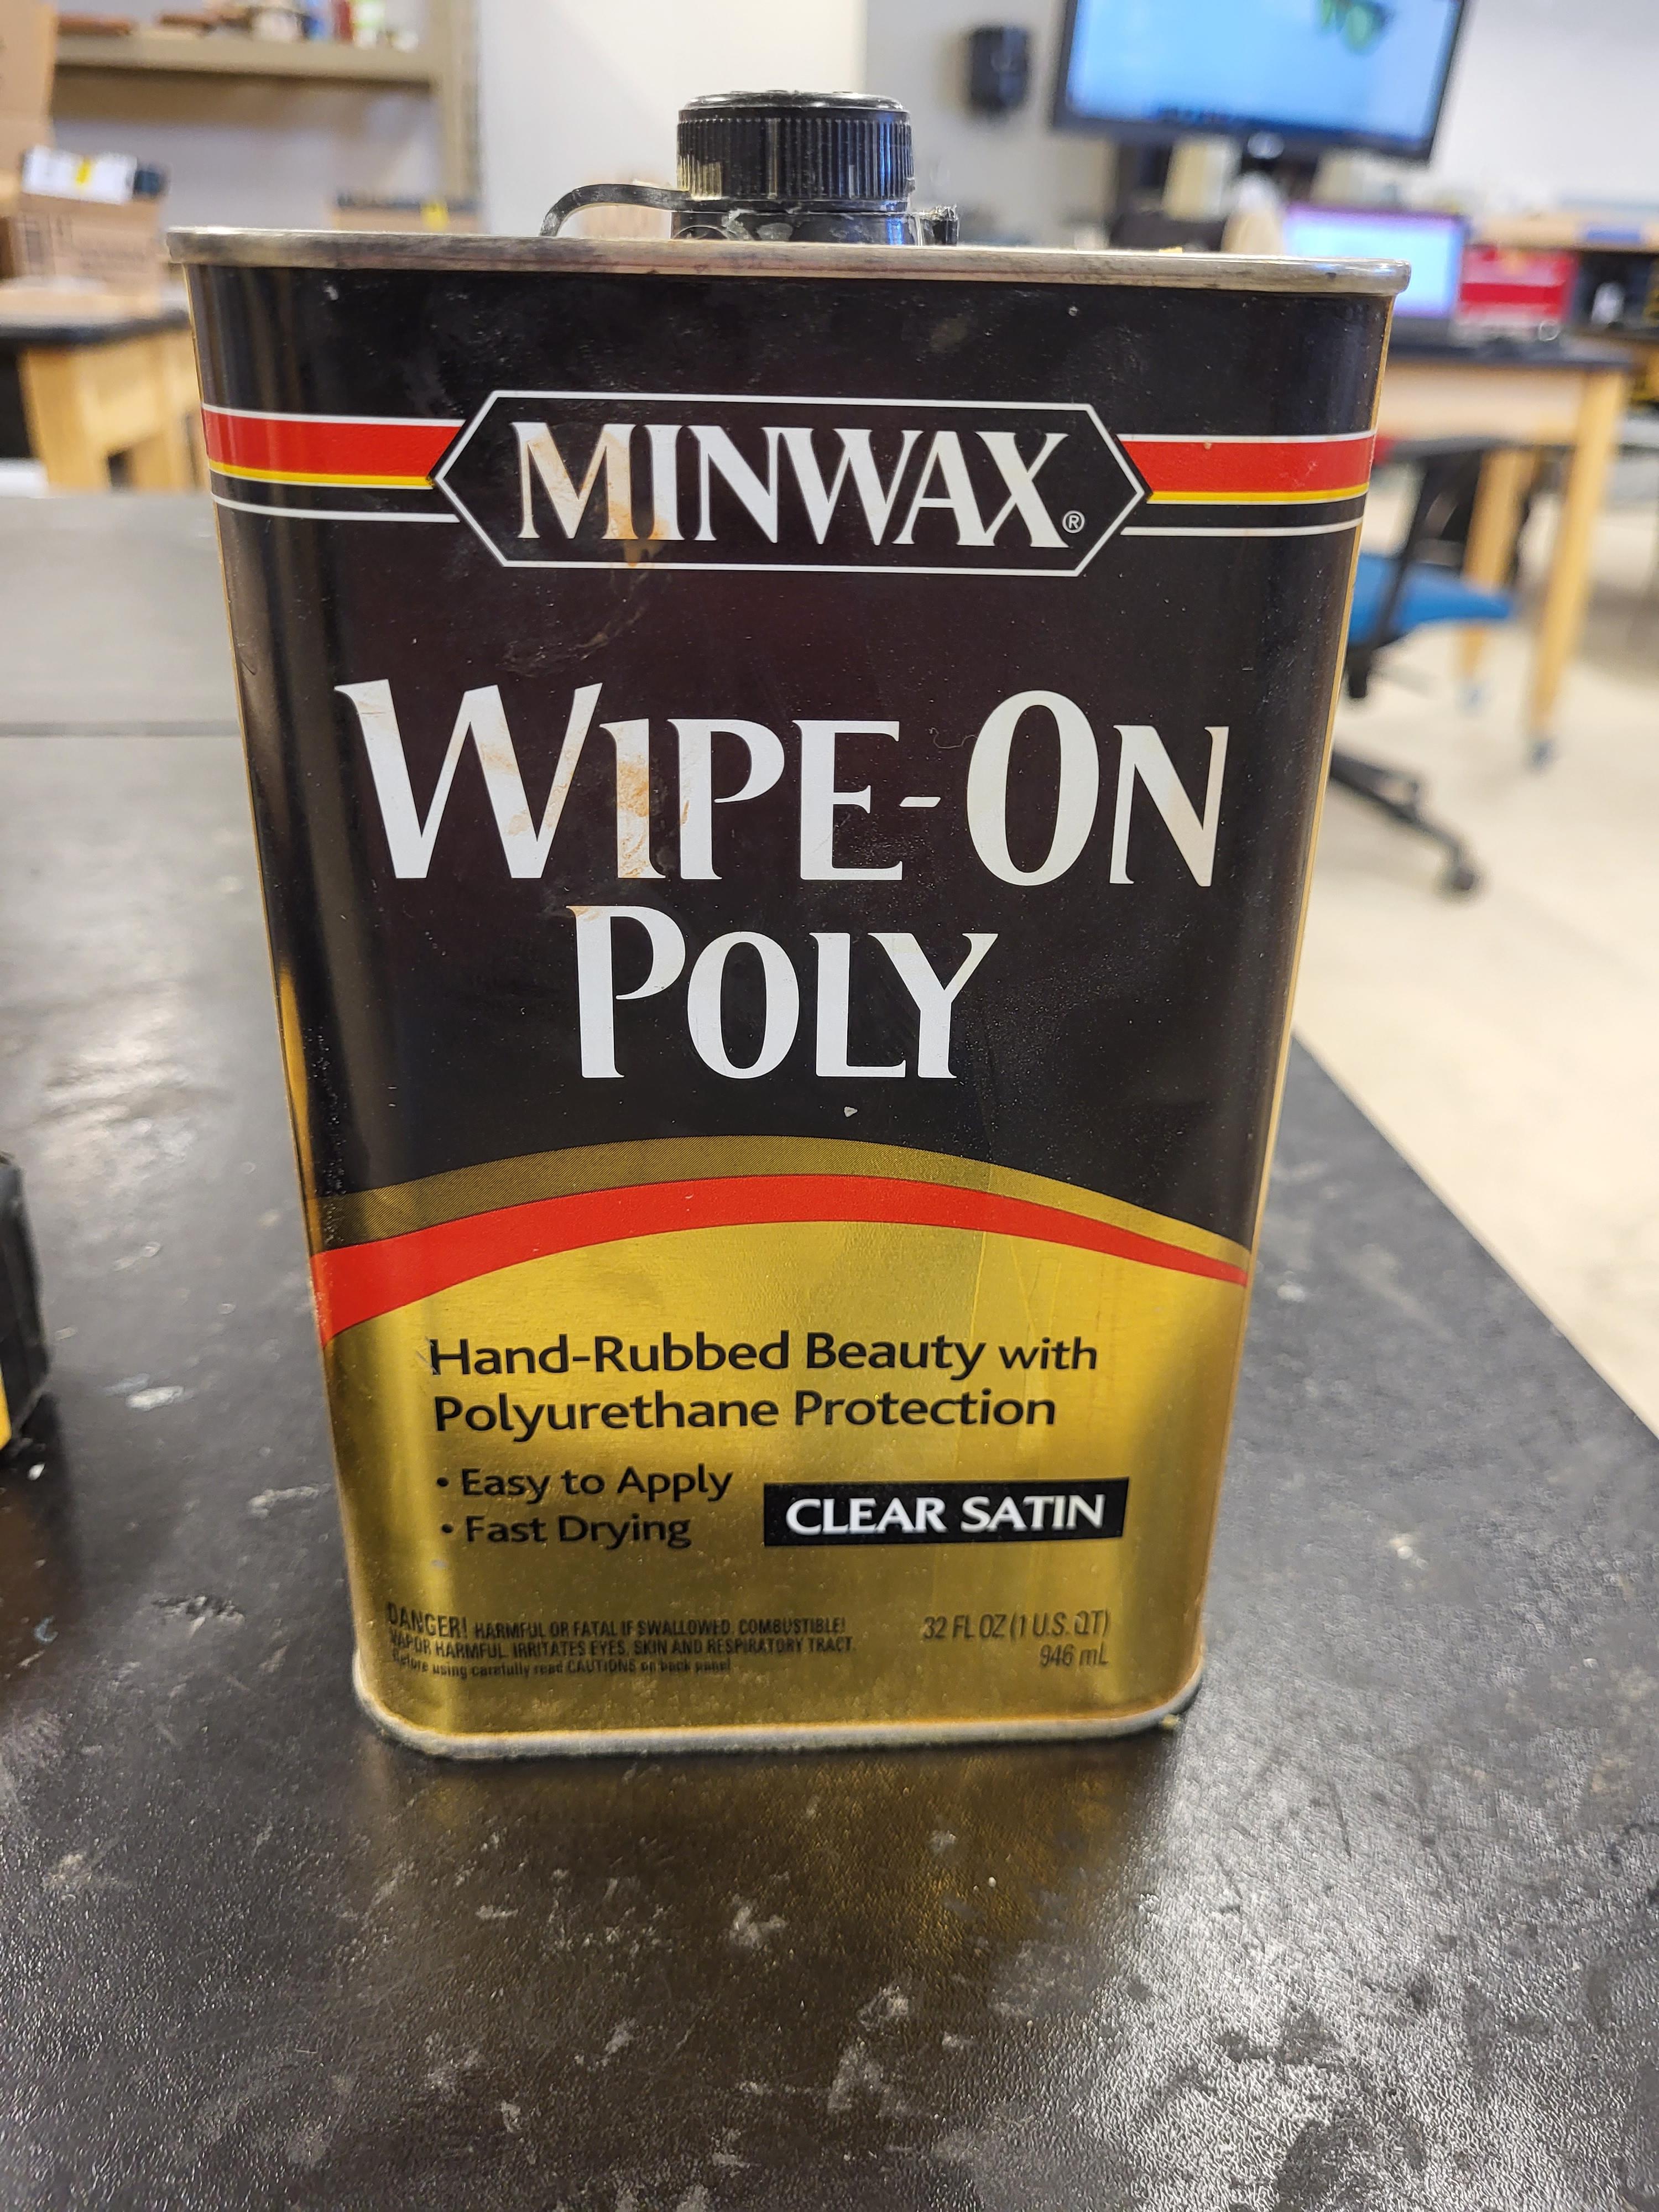 MINWAX®
WIPE-ON
POLY
Hand-Rubbed Beauty with
Polyurethane Protection
• Easy to Apply
• Fast Drying
CLEAR SATIN
DANGER! HARMFUL OR FATAL IF SWALLOWED. COMBUSTIBLE!
VAPOR HARMFUL. IRRITATES EYES, SKIN AND RESPIRATORY TRACT.
Before using carefully read CAUTIONS on back panel
32 FL OZ (1 U.S. QT)
946 mL